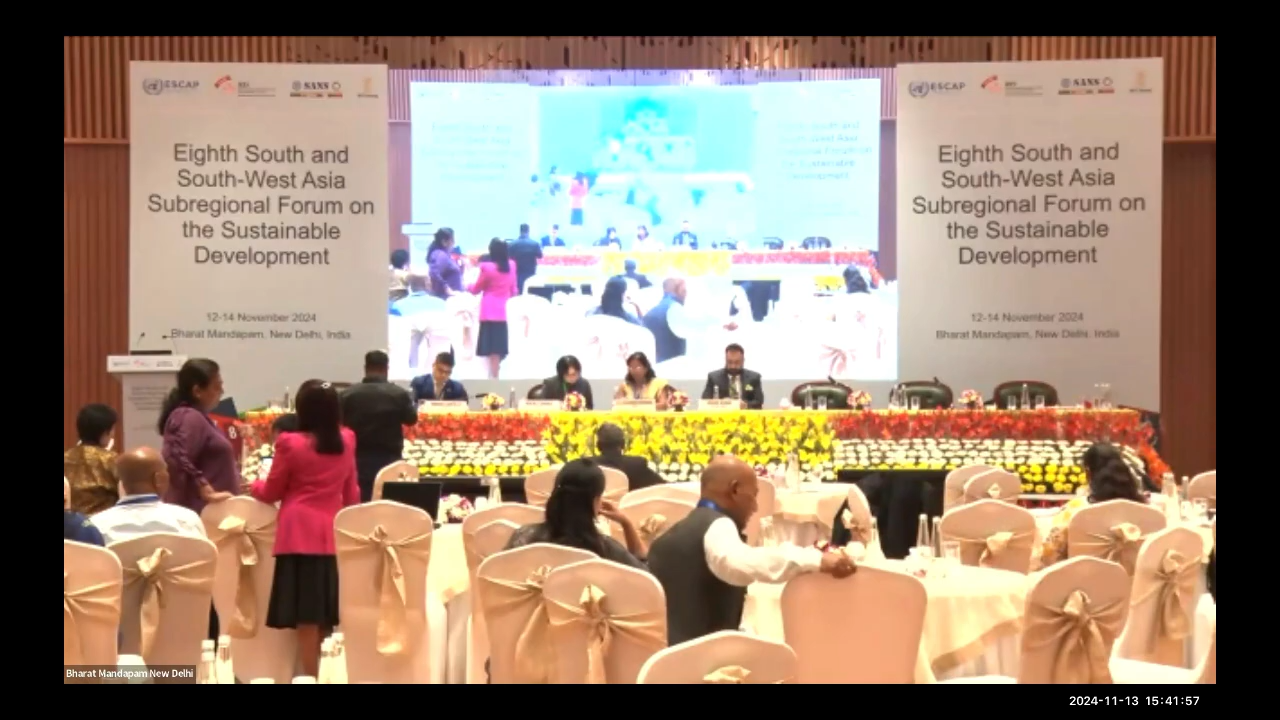 ESCAP
SANS
Eighth South and
South-West Asia
Subregional Forum on
the Sustainable
Development
12-14 November 2024
Bharat Mandapam, New Delhi, India
ESCAP
SANS
Eighth South and
South-West Asia
Subregional Forum on
the Sustainable
Development
12-14 November 2024
Bharat Mandapam, New Delhi, India
8
Bharat Mandapam New Delhi
2024-11-13 15:41:57